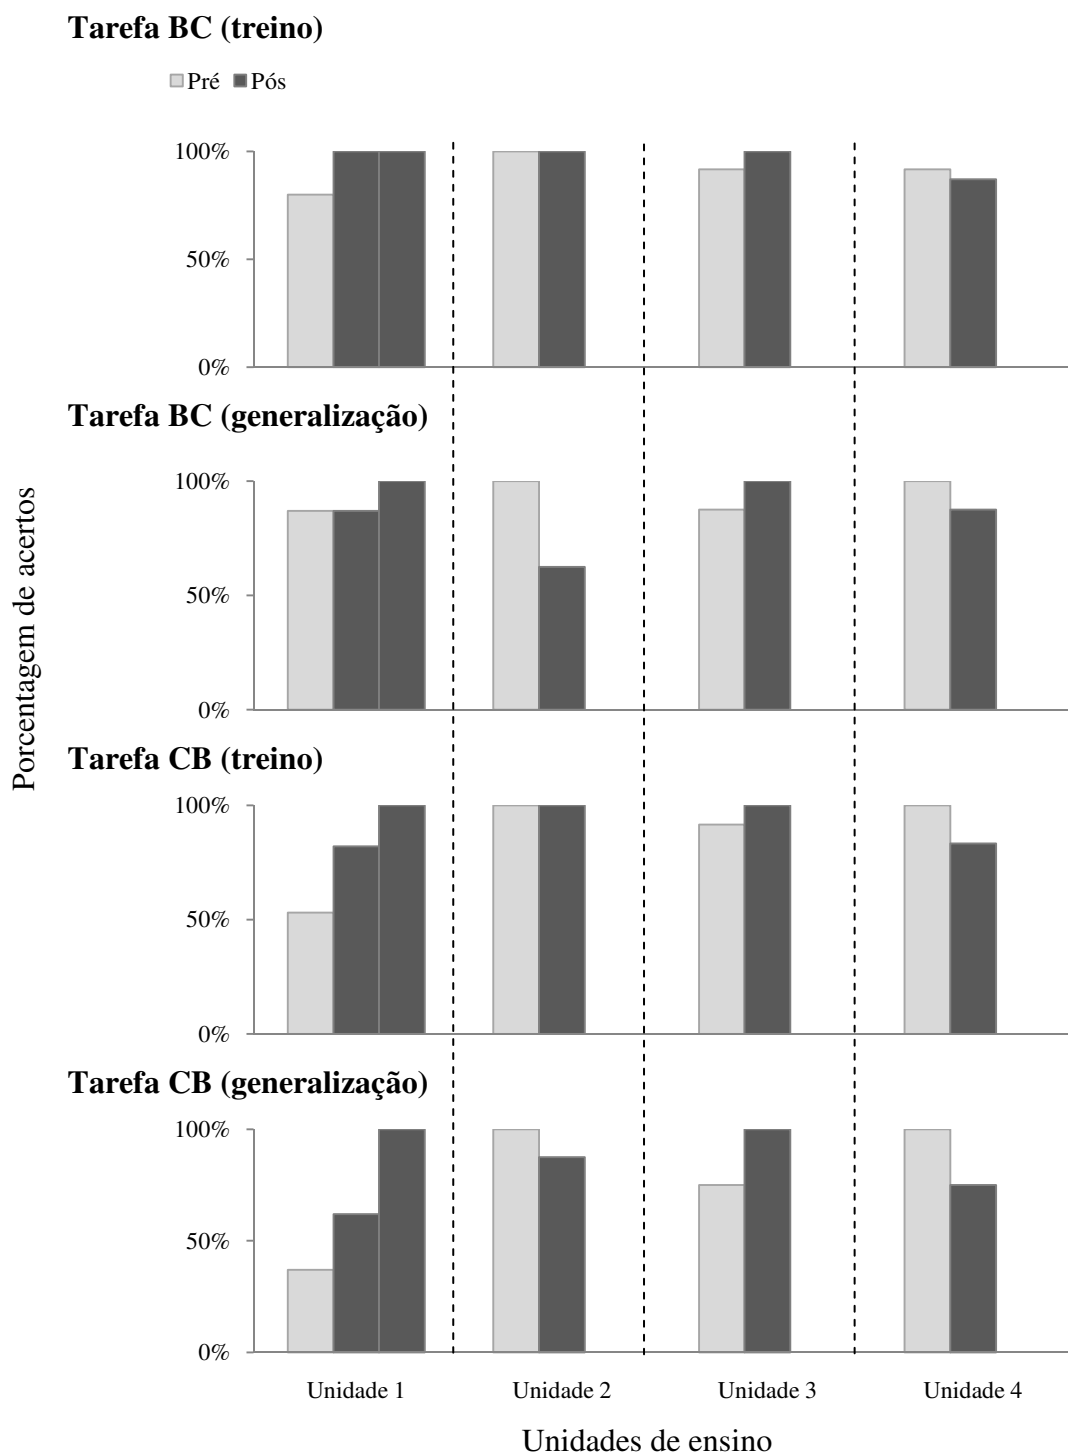 Tarefa BC (treino)
Pré Pós
100%
50%
0%
Tarefa BC (generalização)
100%
50%
0%
Porcentagem de acertos
Tarefa CB (treino)
100%
50%
0%
Tarefa CB (generalização)
100%
50%
0%
Unidade 1 Unidade 2 Unidade 3 Unidade 4
Unidades de ensino